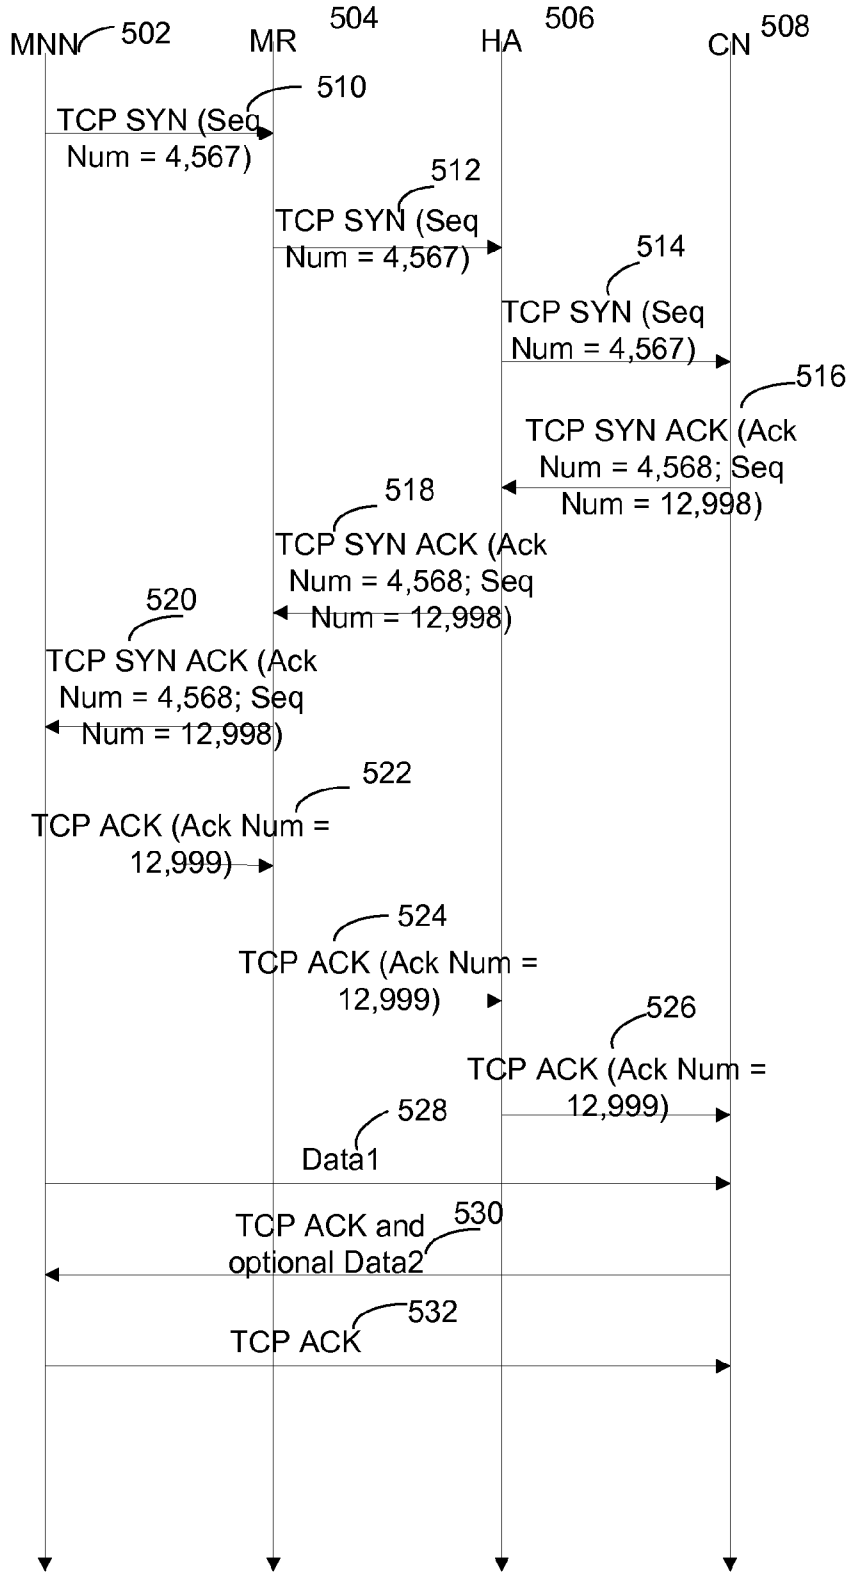 MNN 502 MR 504 HA 506 CN 508
510
TCP SYN (Seq
Num = 4,567)
512
TCP SYN (Seq
Num = 4,567)
514
TCP SYN (Seq
Num = 4,567)
516
TCP SYN ACK (Ack
Num = 4,568; Seq
Num = 12,998)
518
TCP SYN ACK (Ack
Num = 4,568; Seq
Num = 12,998)
520
TCP SYN ACK (Ack
Num = 4,568; Seq
Num = 12,998)
522
TCP ACK (Ack Num =
12,999)
524
TCP ACK (Ack Num =
12,999)
526
TCP ACK (Ack Num =
12,999)
528
Data1
530
TCP ACK and
optional Data2
532
TCP ACK